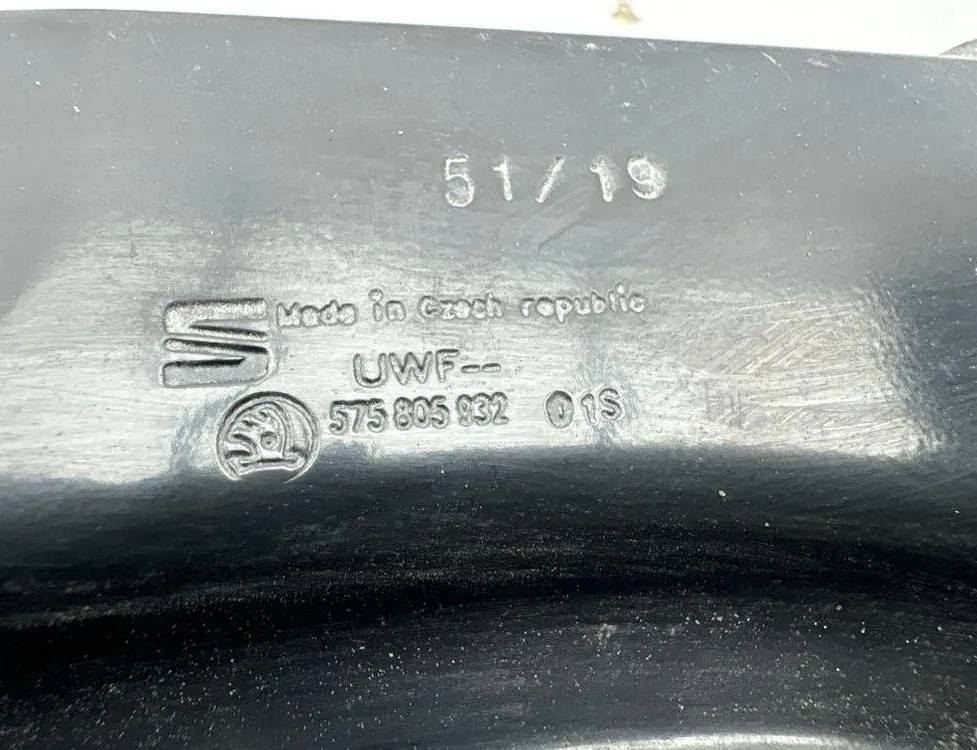 51/19
Made in Czech republic
UWF--
575 805 932 01S